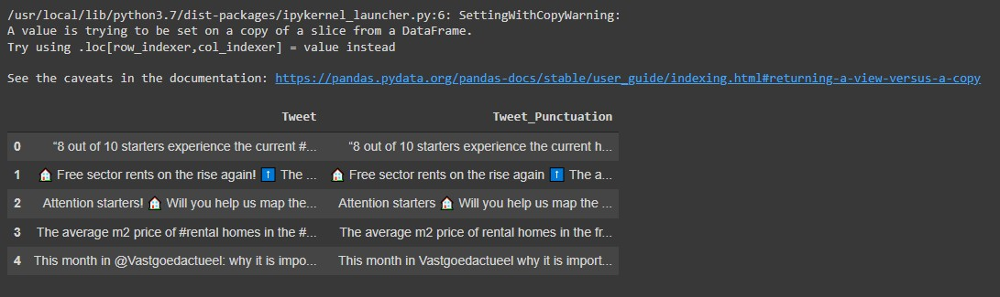 /usr/local/lib/python3.7/dist-packages/ipykernel_launcher.py:6: SettingWithCopyWarning:
A value is trying to be set on a copy of a slice from a DataFrame.
Try using .loc[row_indexer,col_indexer] = value instead
See the caveats in the documentation: https://pandas.pydata.org/pandas-docs/stable/user_guide/indexing.html#returning-a-view-versus-a-copy
Tweet Tweet_Punctuation
0 “8 out of 10 starters experience the current #... “8 out of 10 starters experience the current h...
1 🏠 Free sector rents on the rise again! ⬆️ The ... 🏠 Free sector rents on the rise again ⬆️ The a...
2 Attention starters! 🏠 Will you help us map the... Attention starters 🏠 Will you help us map the ...
3 The average m2 price of #rental homes in the #... The average m2 price of rental homes in the fr...
4 This month in @Vastgoedactueel: why it is impo... This month in Vastgoedactueel why it is import...